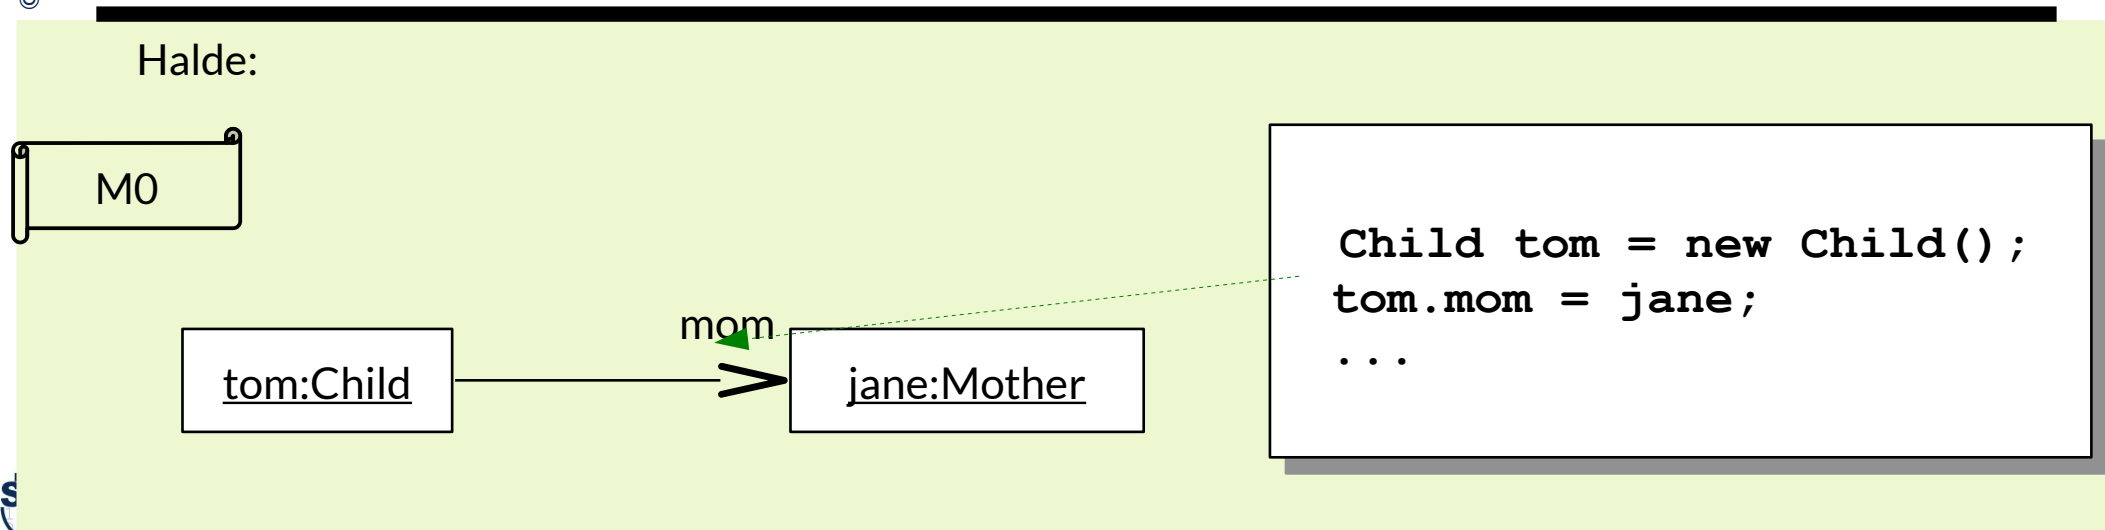 ©
Halde:
M0
Child tom = new Child();
tom.mom = jane;
...
mom
tom:Child
jane:Mother